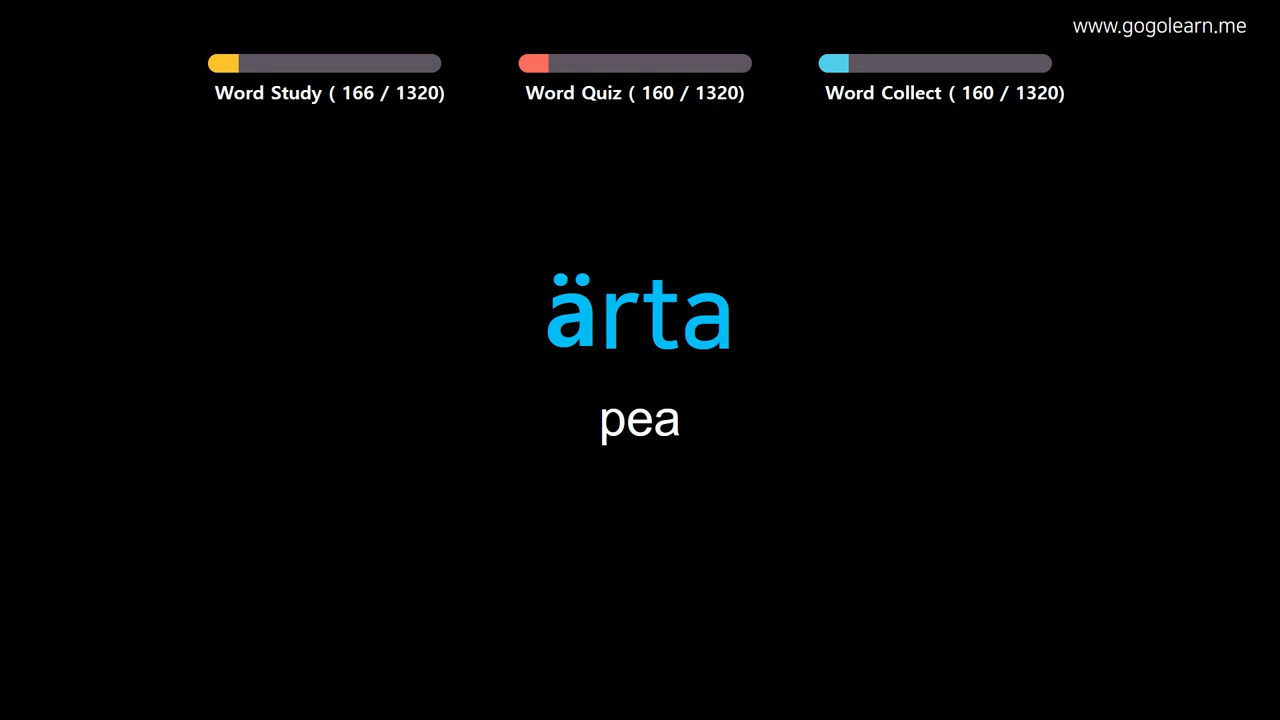 www.gogolearn.me
Word Study ( 166 / 1320)
Word Quiz ( 160 / 1320)
Word Collect ( 160 / 1320)
ärta
pea